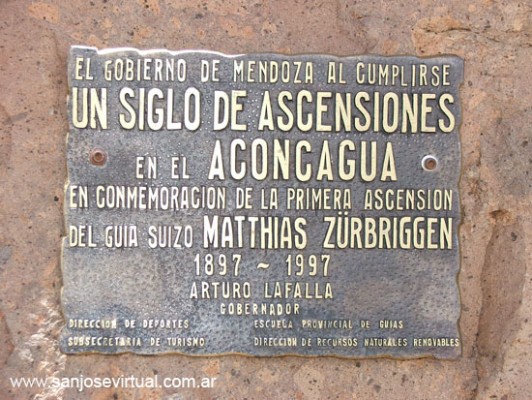 EL GOBIERNO DE MENDOZA AL CUMPLIRSE
UN SIGLO DE ASCENSIONES
EN EL ACONCAGUA
EN CONMEMORACION DE LA PRIMERA ASCENSION
DEL GUIA SUIZO MATTHIAS ZÜRBRIGGEN
1897 ~ 1997
ARTURO LAFALLA
GOBERNADOR
DIRECCION DE DEPORTES ESCUELA PROVINCIAL DE GUIAS
SUBSECRETARIA DE TURISMO DIRECCION DE RECURSOS NATURALES RENOVABLES
www.sanjosevirtual.com.ar